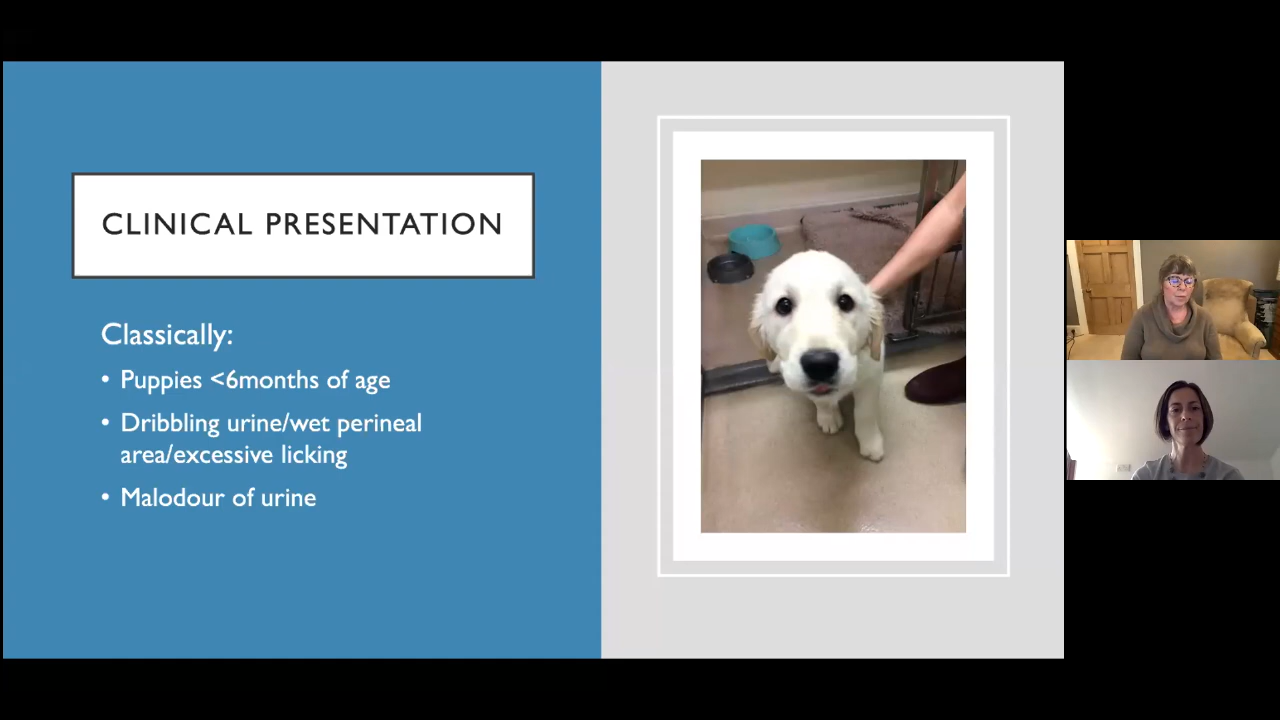 CLINICAL PRESENTATION
Classically:
• Puppies <6months of age
• Dribbling urine/wet perineal
area/excessive licking
• Malodour of urine